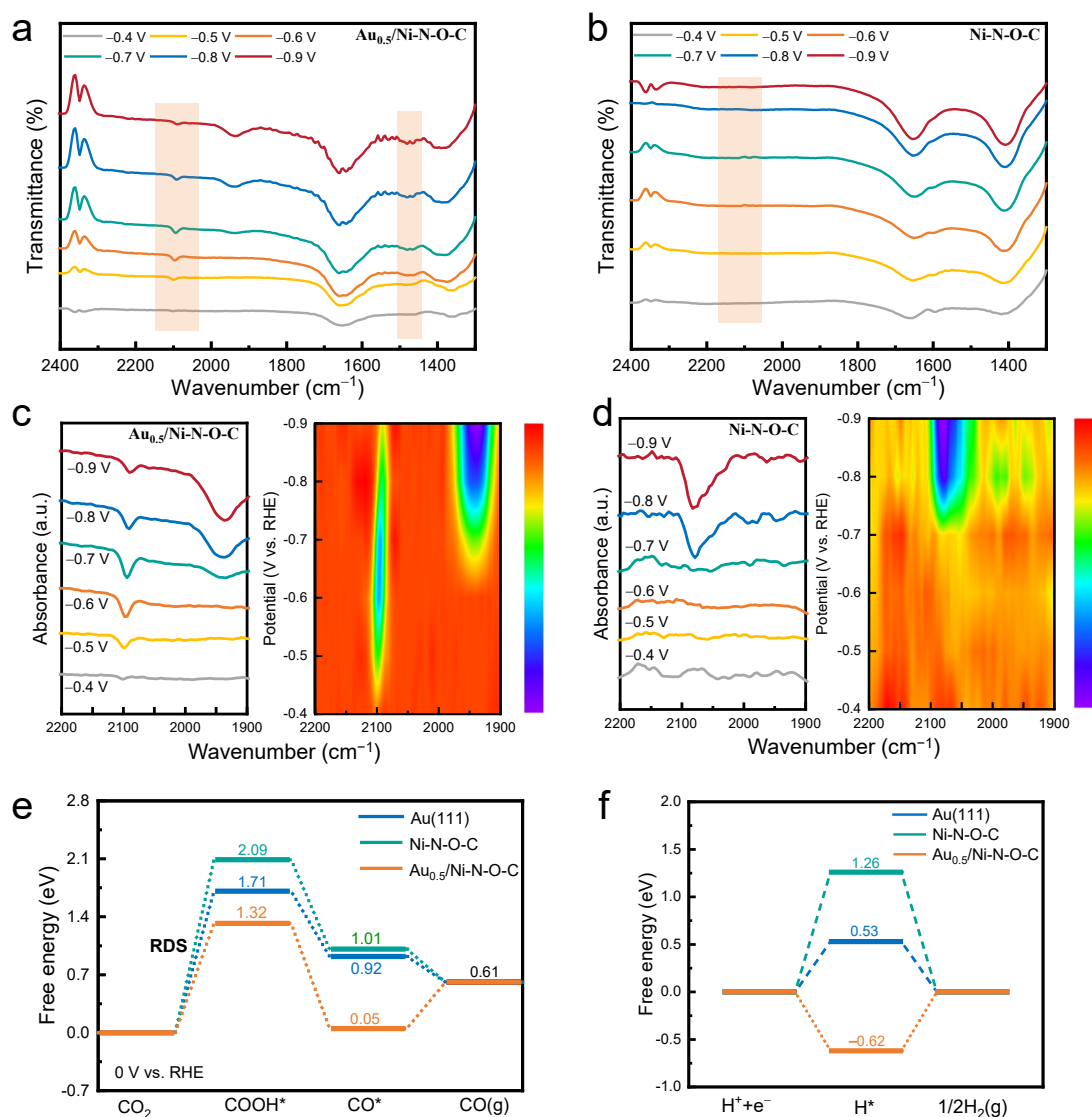 a
Au0.5/Ni-N-O-C
−0.4 V −0.5 V −0.6 V
−0.7 V −0.8 V −0.9 V
Transmittance (%)
2400 2200 2000 1800 1600 1400
Wavenumber (cm−1)
b
Ni-N-O-C
−0.4 V −0.5 V −0.6 V
−0.7 V −0.8 V −0.9 V
Transmittance (%)
2400 2200 2000 1800 1600 1400
Wavenumber (cm−1)
c
Au0.5/Ni-N-O-C
−0.9 V
−0.8 V
−0.7 V
−0.6 V
−0.5 V
−0.4 V
Absorbance (a.u.)
2200 2100 2000 1900
Potential (V vs. RHE)
-0.9
-0.8
-0.7
-0.6
-0.5
-0.4
2200 2100 2000 1900
Wavenumber (cm−1)
d
Ni-N-O-C
−0.9 V
−0.8 V
−0.7 V
−0.6 V
−0.5 V
−0.4 V
Absorbance (a.u.)
2200 2100 2000 1900
Potential (V vs. RHE)
-0.9
-0.8
-0.7
-0.6
-0.5
-0.4
2200 2100 2000 1900
Wavenumber (cm−1)
e
Free energy (eV)
2.8
2.1
1.4
0.7
0.0
-0.7
Au(111)
Ni-N-O-C
Au0.5/Ni-N-O-C
2.09
1.71
1.32
RDS
1.01
0.92
0.05
0.61
0 V vs. RHE
CO2 COOH* CO* CO(g)
f
Free energy (eV)
2.0
1.5
1.0
0.5
0.0
-0.5
-1.0
Au(111)
Ni-N-O-C
Au0.5/Ni-N-O-C
1.26
0.53
−0.62
H++e− H* 1/2H2(g)